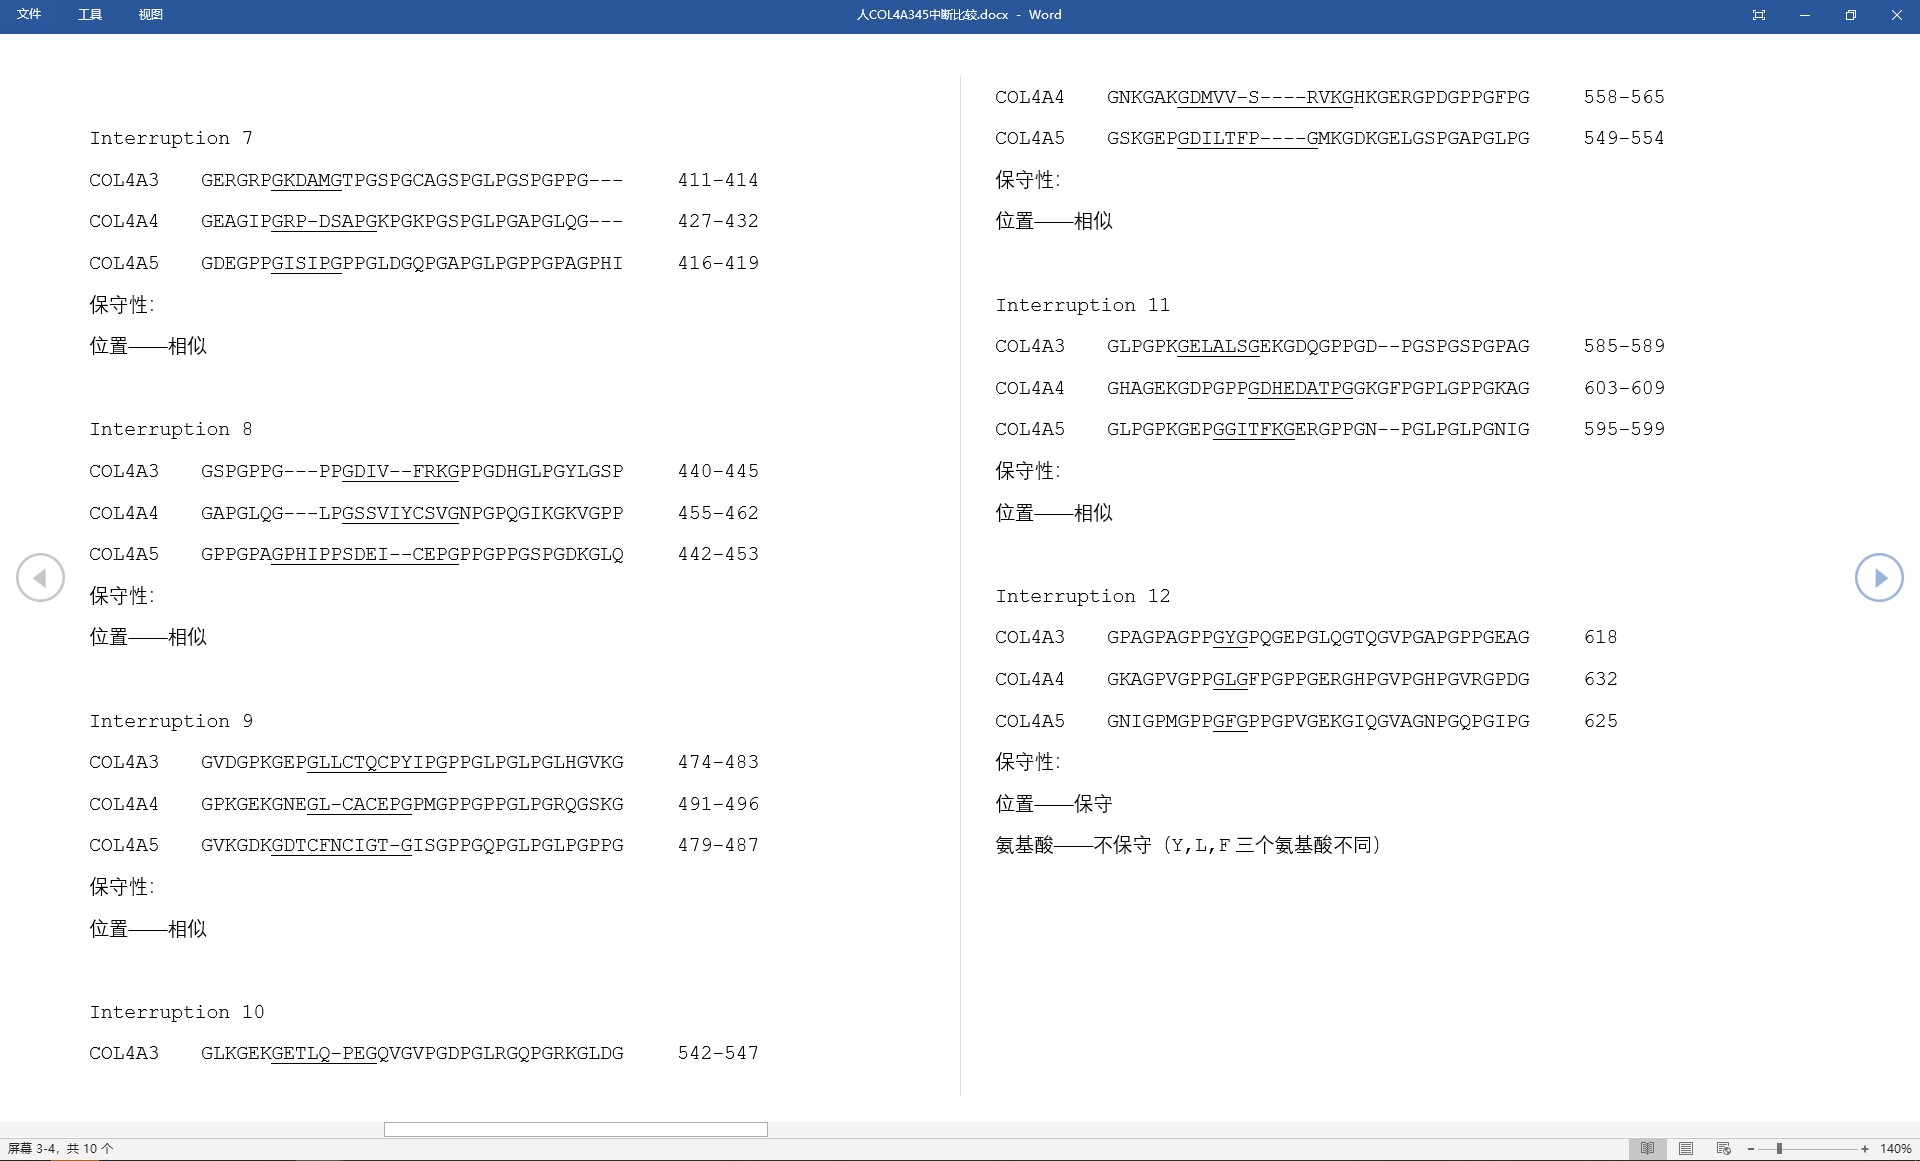 文件 工具 视图 人COL4A345中断比较.docx - Word
Interruption 7
COL4A3 GERGRPGKDAMGTPGSPGCAGSPGLPGSPGPPG--- 411-414
COL4A4 GEAGIPGRP-DSAPGKPGKPGSPGLPGAPGLQG--- 427-432
COL4A5 GDEGPPGISIPGPPGLDGQPGAPGLPGPPGPAGPHI 416-419
保守性：
位置——相似
Interruption 8
COL4A3 GSPGPPG---PPGDIV--FRKGPPGDHGLPGYLGSP 440-445
COL4A4 GAPGLQG---LPGSSVIYCSVGNPGPQGIKGKVGPP 455-462
COL4A5 GPPGPAGPHIPPSDEI--CEPGPPGPPGSPGDKGLQ 442-453
保守性：
位置——相似
Interruption 9
COL4A3 GVDGPKGEPGLLCTQCPYIPGPPGLPGLPGLHGVKG 474-483
COL4A4 GPKGEKGNEGL-CACEPGPMGPPGPPGLPGRQGSKG 491-496
COL4A5 GVKGDKGDTCFNCIGT-GISGPPGQPGLPGLPGPPG 479-487
保守性：
位置——相似
Interruption 10
COL4A3 GLKGEKGETLQ-PEGQVGVPGDPGLRGQPGRKGLDG 542-547
COL4A4 GNKGAKGDMVV-S----RVKGHKGERGPDGPPGFPG 558-565
COL4A5 GSKGEPGDILTFP----GMKGDKGELGSPGAPGLPG 549-554
保守性：
位置——相似
Interruption 11
COL4A3 GLPGPKGELALSGEKGDQGPPGD--PGSPGSPGPAG 585-589
COL4A4 GHAGEKGDPGPPGDHEDATPGGKGFPGPLGPPGKAG 603-609
COL4A5 GLPGPKGEPGGITFKGERGPPGN--PGLPGLPGNIG 595-599
保守性：
位置——相似
Interruption 12
COL4A3 GPAGPAGPPGYGPQGEPGLQGTQGVPGAPGPPGEAG 618
COL4A4 GKAGPVGPPGLGFPGPPGERGHPGVPGHPGVRGPDG 632
COL4A5 GNIGPMGPPGFGPPGPVGEKGIQGVAGNPGQPGIPG 625
保守性：
位置——保守
氨基酸——不保守（Y,L,F 三个氨基酸不同）
屏幕 3-4，共 10 个 140%